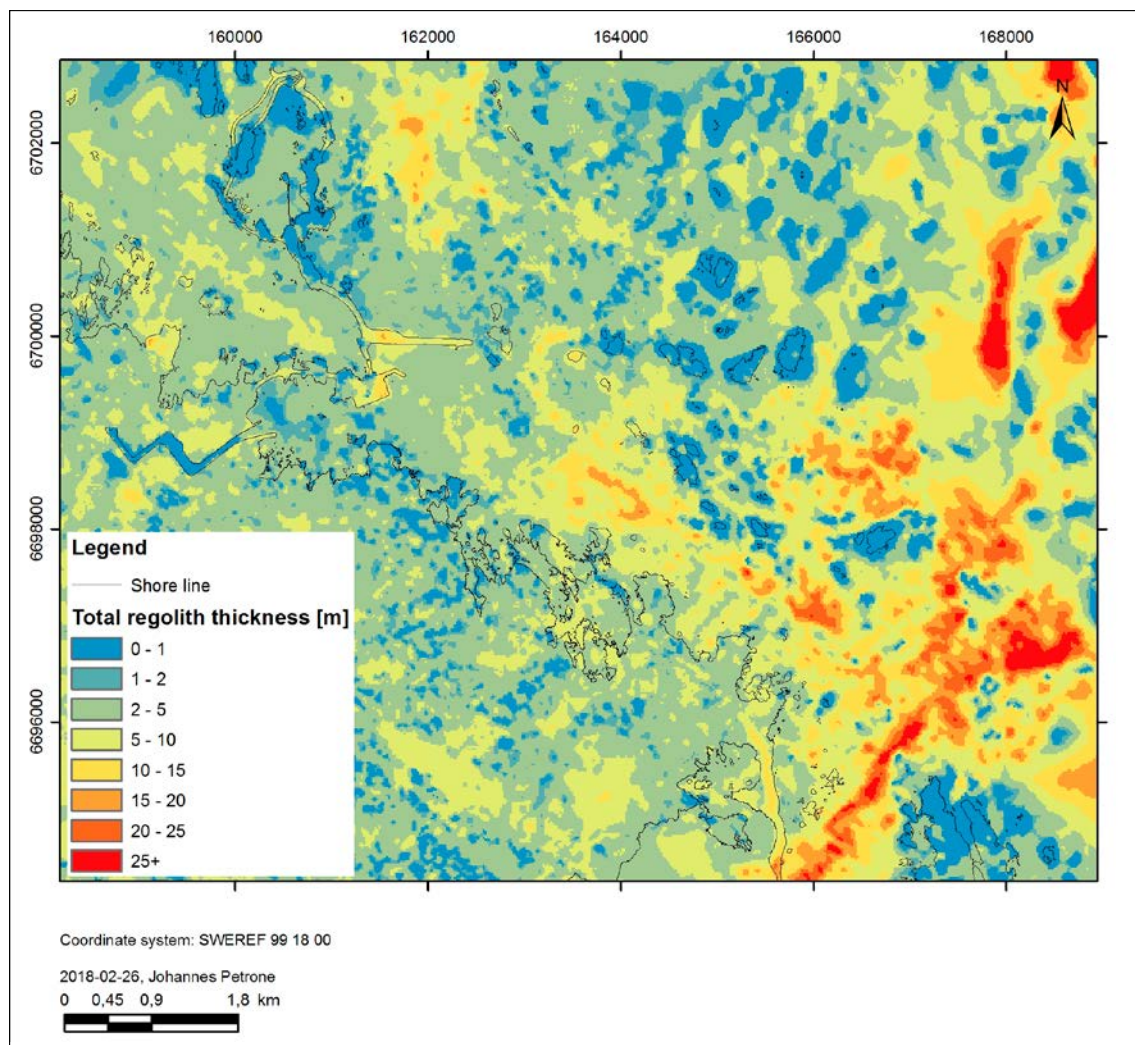 160000 162000 164000 166000 168000
N
6702000
6700000
6698000
6696000
Legend
Shore line
Total regolith thickness [m]
0 - 1
1 - 2
2 - 5
5 - 10
10 - 15
15 - 20
20 - 25
25+
Coordinate system: SWEREF 99 18 00
2018-02-26, Johannes Petrone
0 0,45 0,9 1,8 km